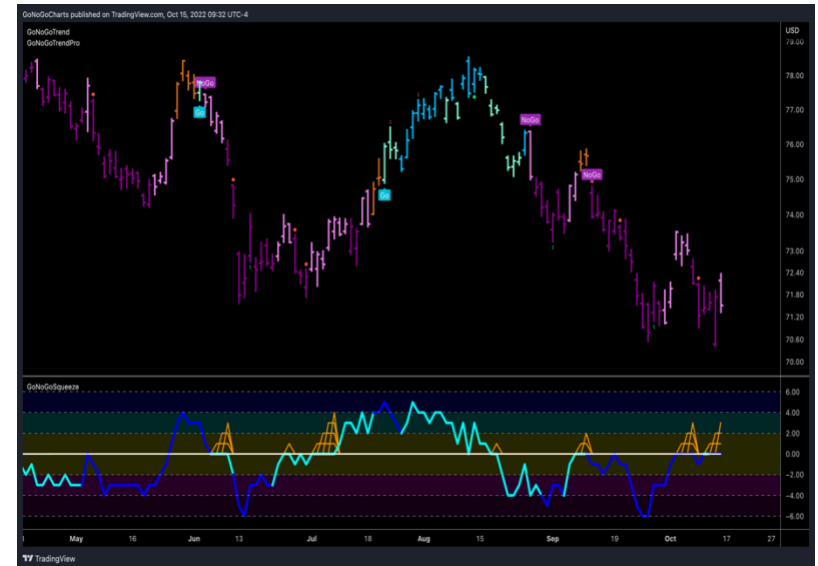 GoNoGoCharts published on TradingView.com, Oct 15, 2022 09:32 UTC-4
GoNoGoTrend
GoNoGoTrendPro
USD
79.00
78.00
77.00
76.00
75.00
74.00
73.00
72.40
71.80
71.20
70.60
70.00
NoGo
Go
NoGo
NoGo
Go
GoNoGoSqueeze
6.00
4.00
2.00
0.00
-2.00
-4.00
-6.00
May 16 Jun 13 Jul 18 Aug 15 Sep 19 Oct 17 27
TradingView